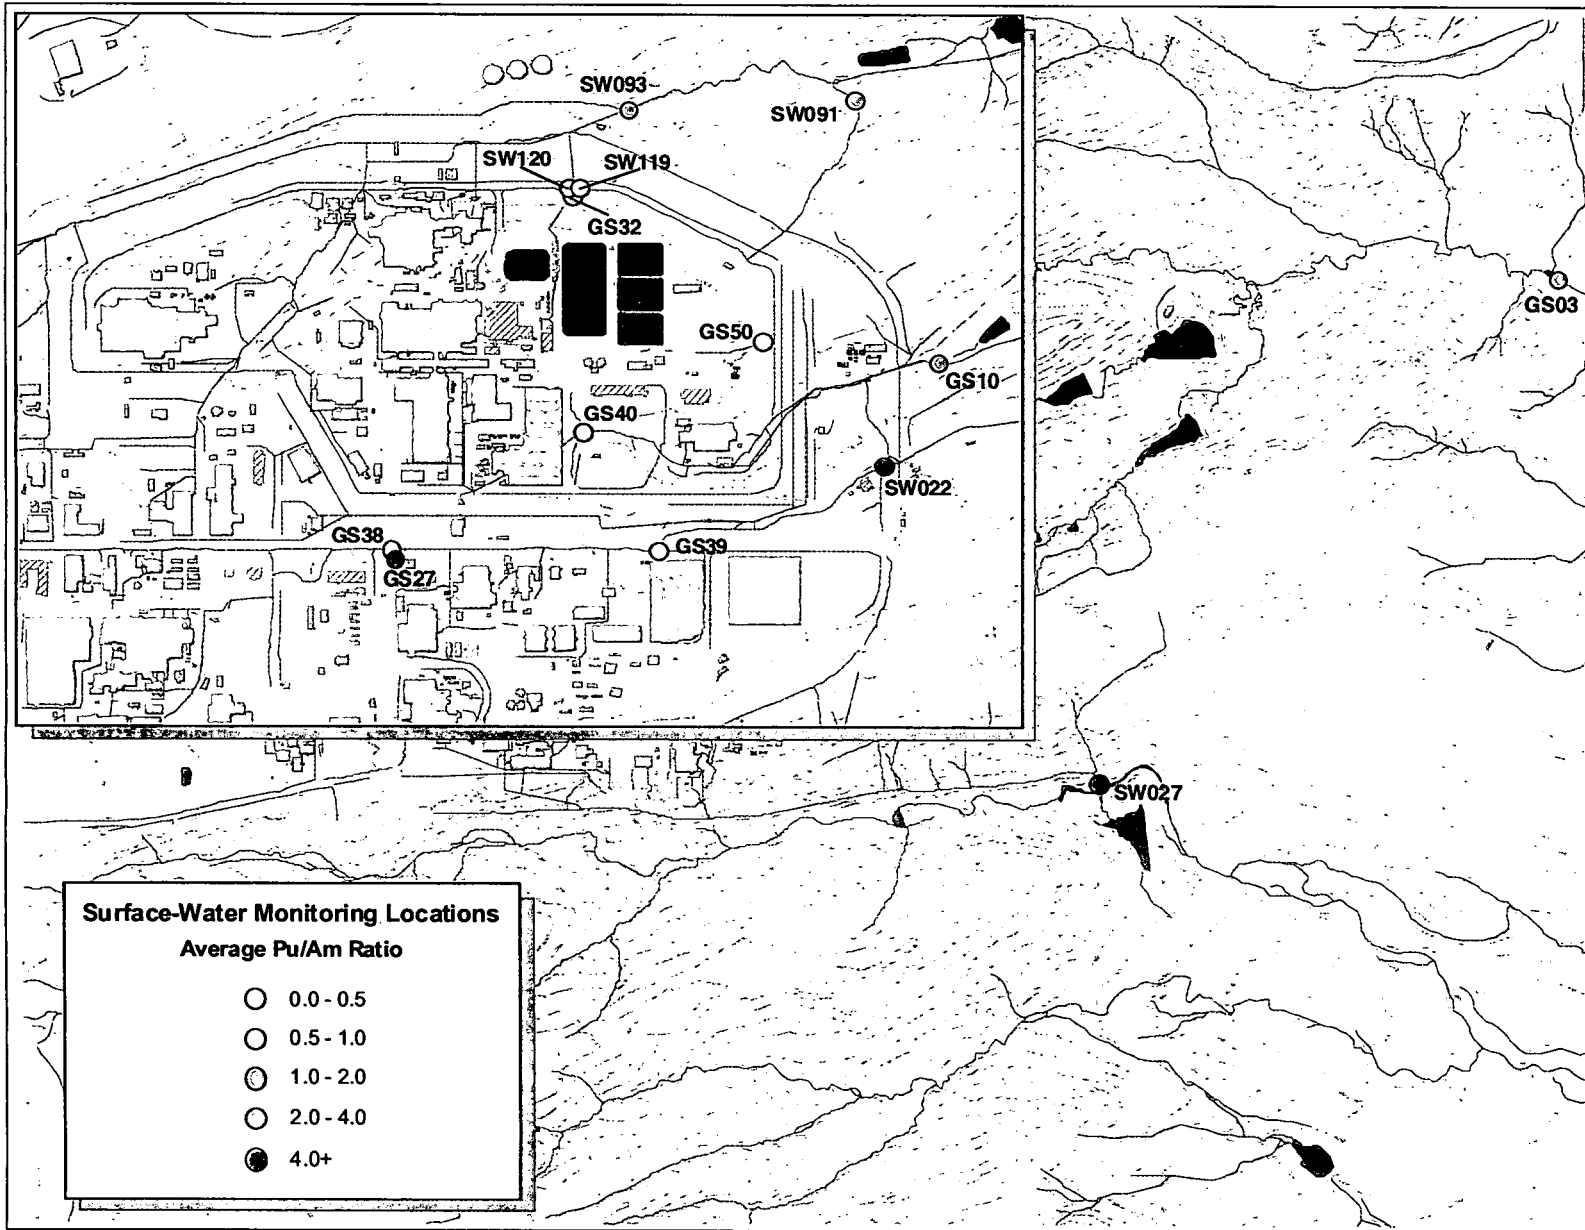 SW093
SW091
SW120
SW119
GS32
GS03
GS50
GS10
GS40
SW022
GS38
GS39
GS27
SW027
Surface-Water Monitoring Locations
Average Pu/Am Ratio
0.0 - 0.5
0.5 - 1.0
1.0 - 2.0
2.0 - 4.0
4.0+